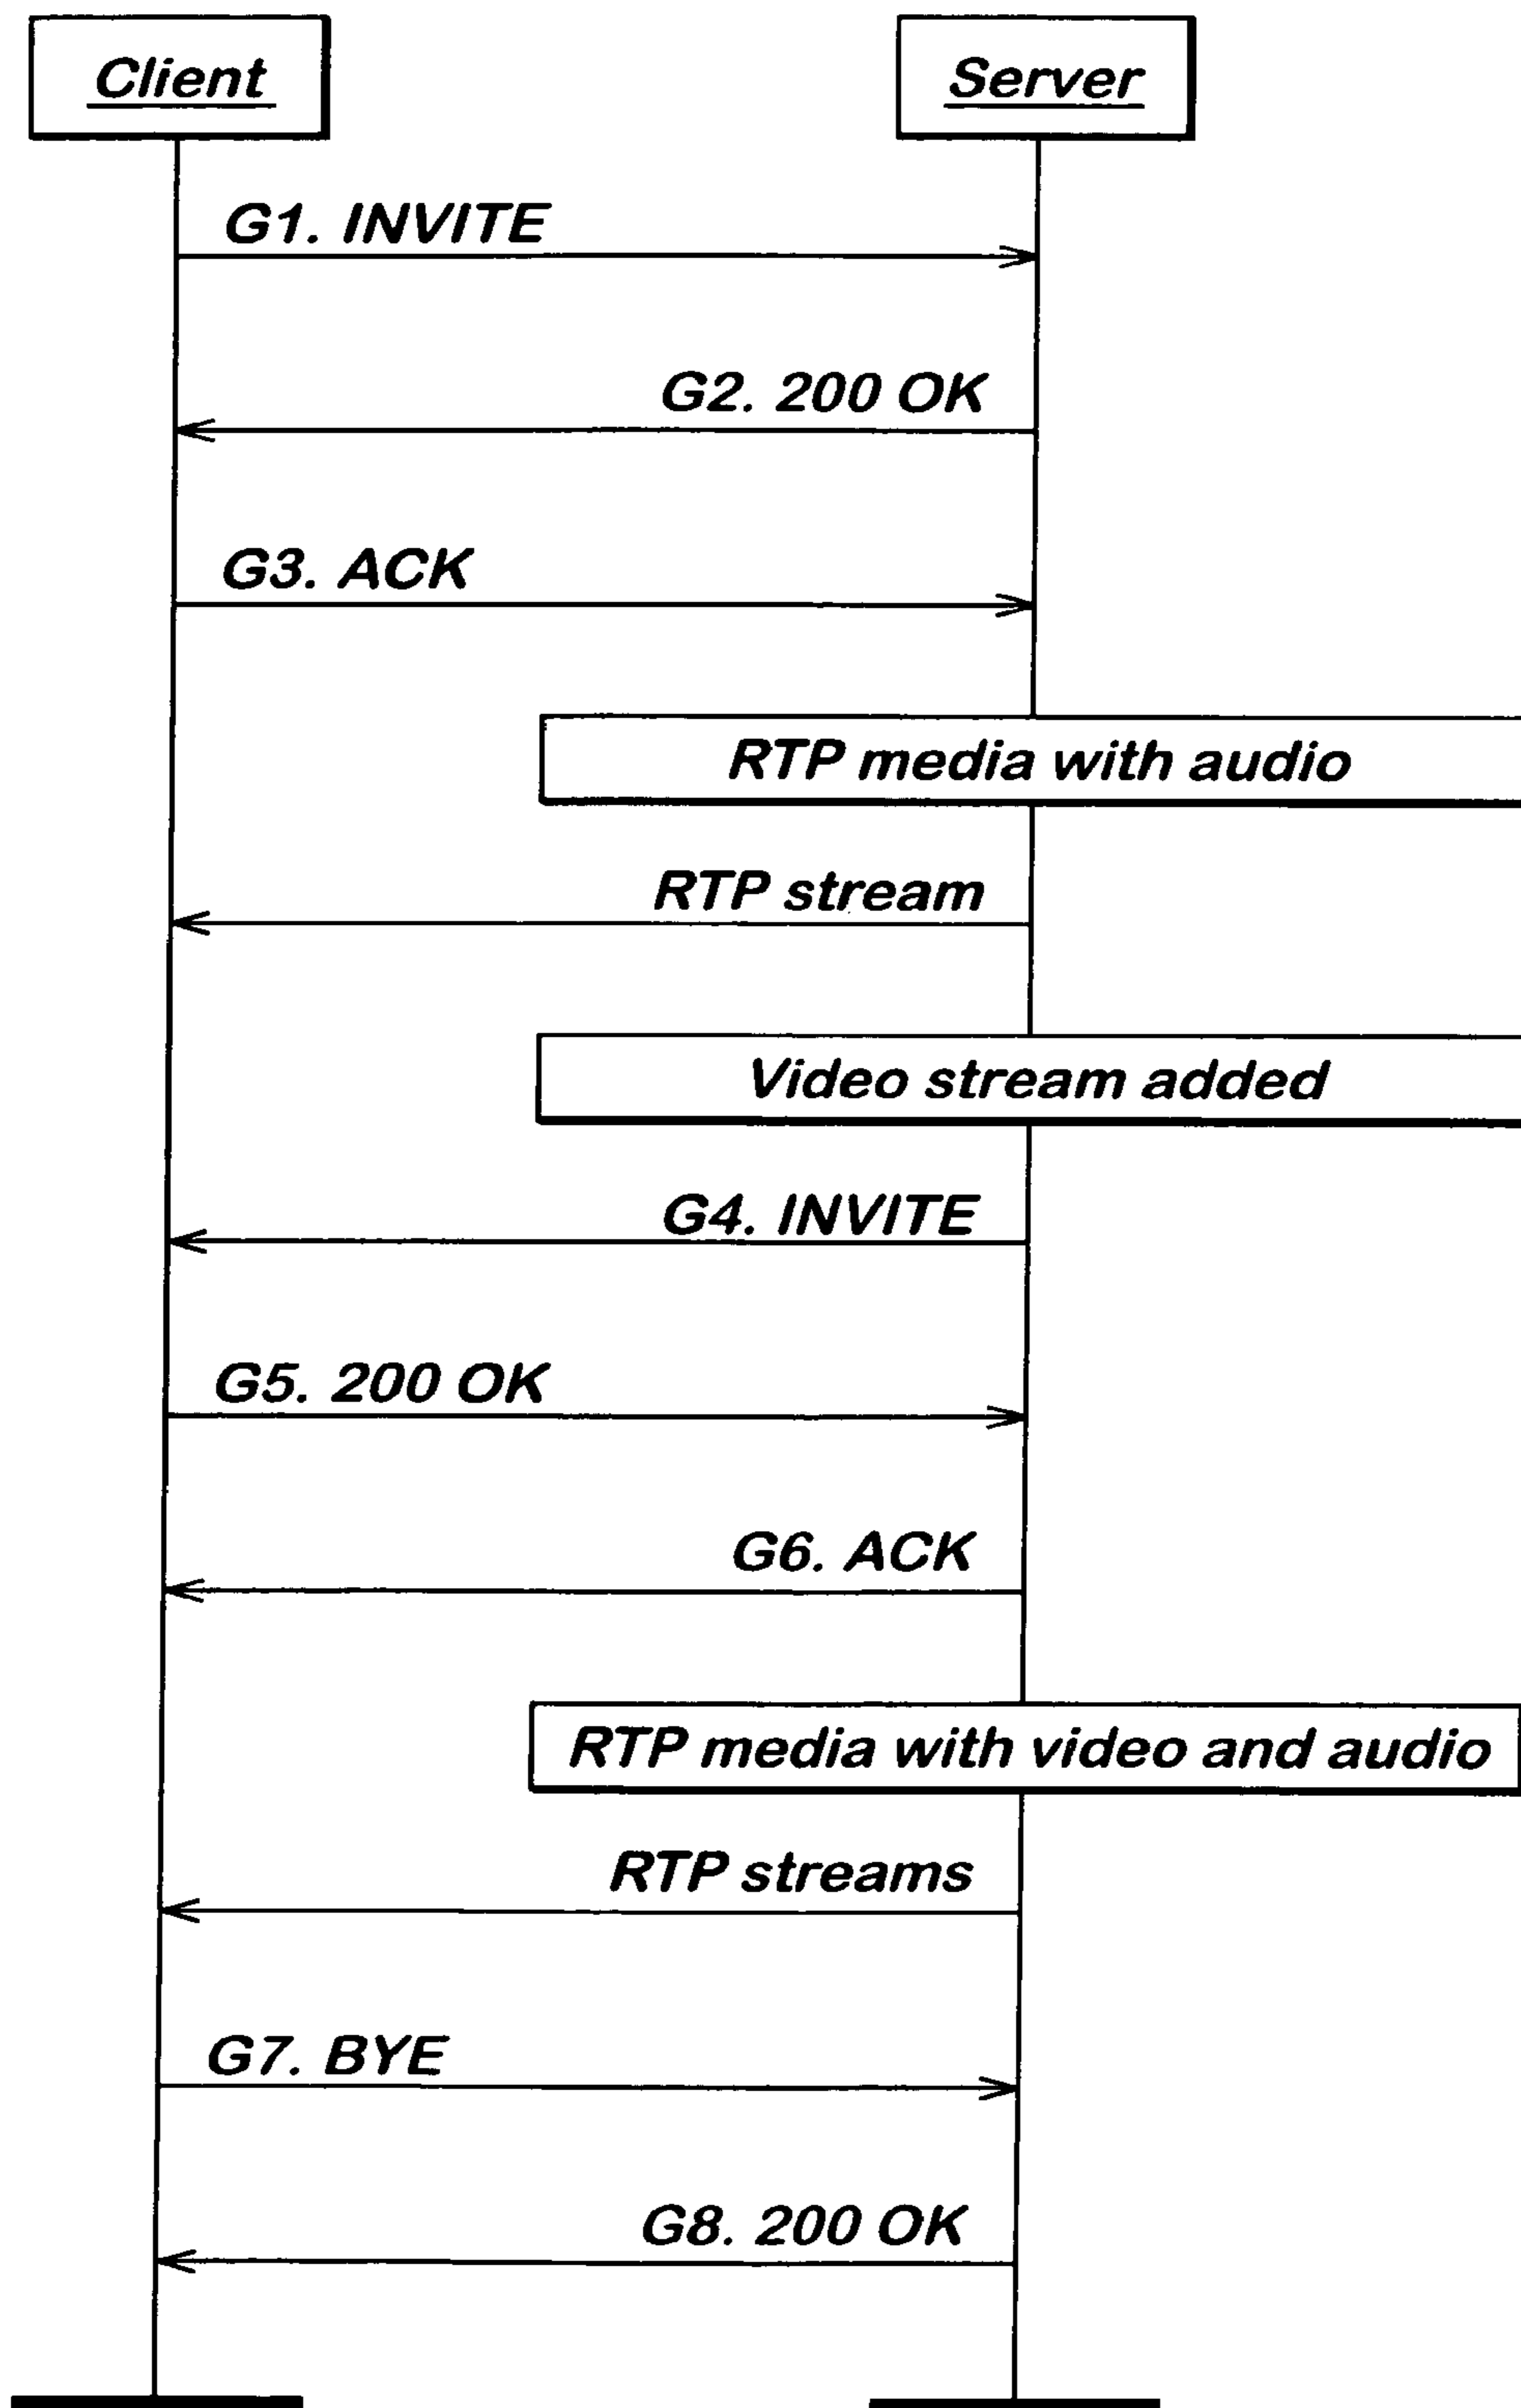 Client
Server
G1. INVITE
G2. 200 OK
G3. ACK
RTP media with audio
RTP stream
Video stream added
G4. INVITE
G5. 200 OK
G6. ACK
RTP media with video and audio
RTP streams
G7. BYE
G8. 200 OK